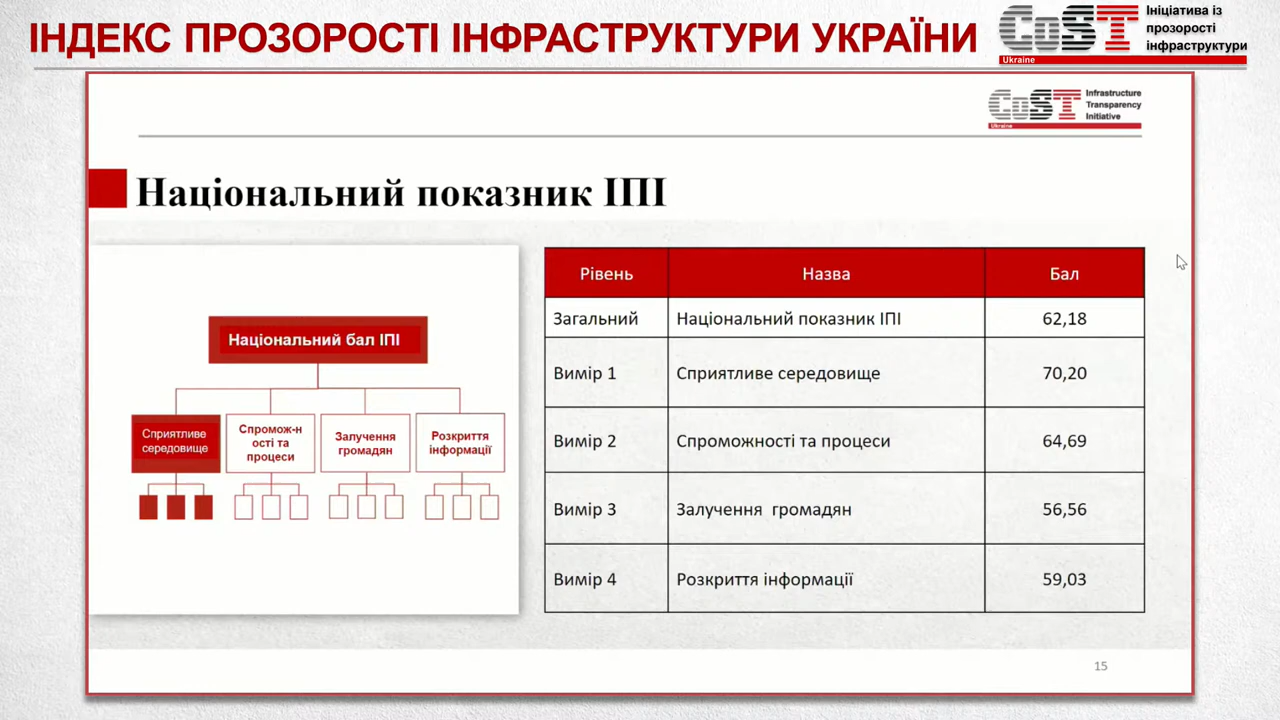 ІНДЕКС ПРОЗОРОСТІ ІНФРАСТРУКТУРИ УКРАЇНИ
CoST
Ukraine
Ініціатива із
прозорості
інфраструктури
CoST
Ukraine
Infrastructure
Transparency
Initiative
Національний показник ІПІ
Національний бал ІПІ
Сприятливе
середовище
Спромож-н
ості та
процеси
Залучення
громадян
Розкриття
інформації
Рівень Назва Бал
Загальний Національний показник ІПІ 62,18
Вимір 1 Сприятливе середовище 70,20
Вимір 2 Спроможності та процеси 64,69
Вимір 3 Залучення громадян 56,56
Вимір 4 Розкриття інформації 59,03
15